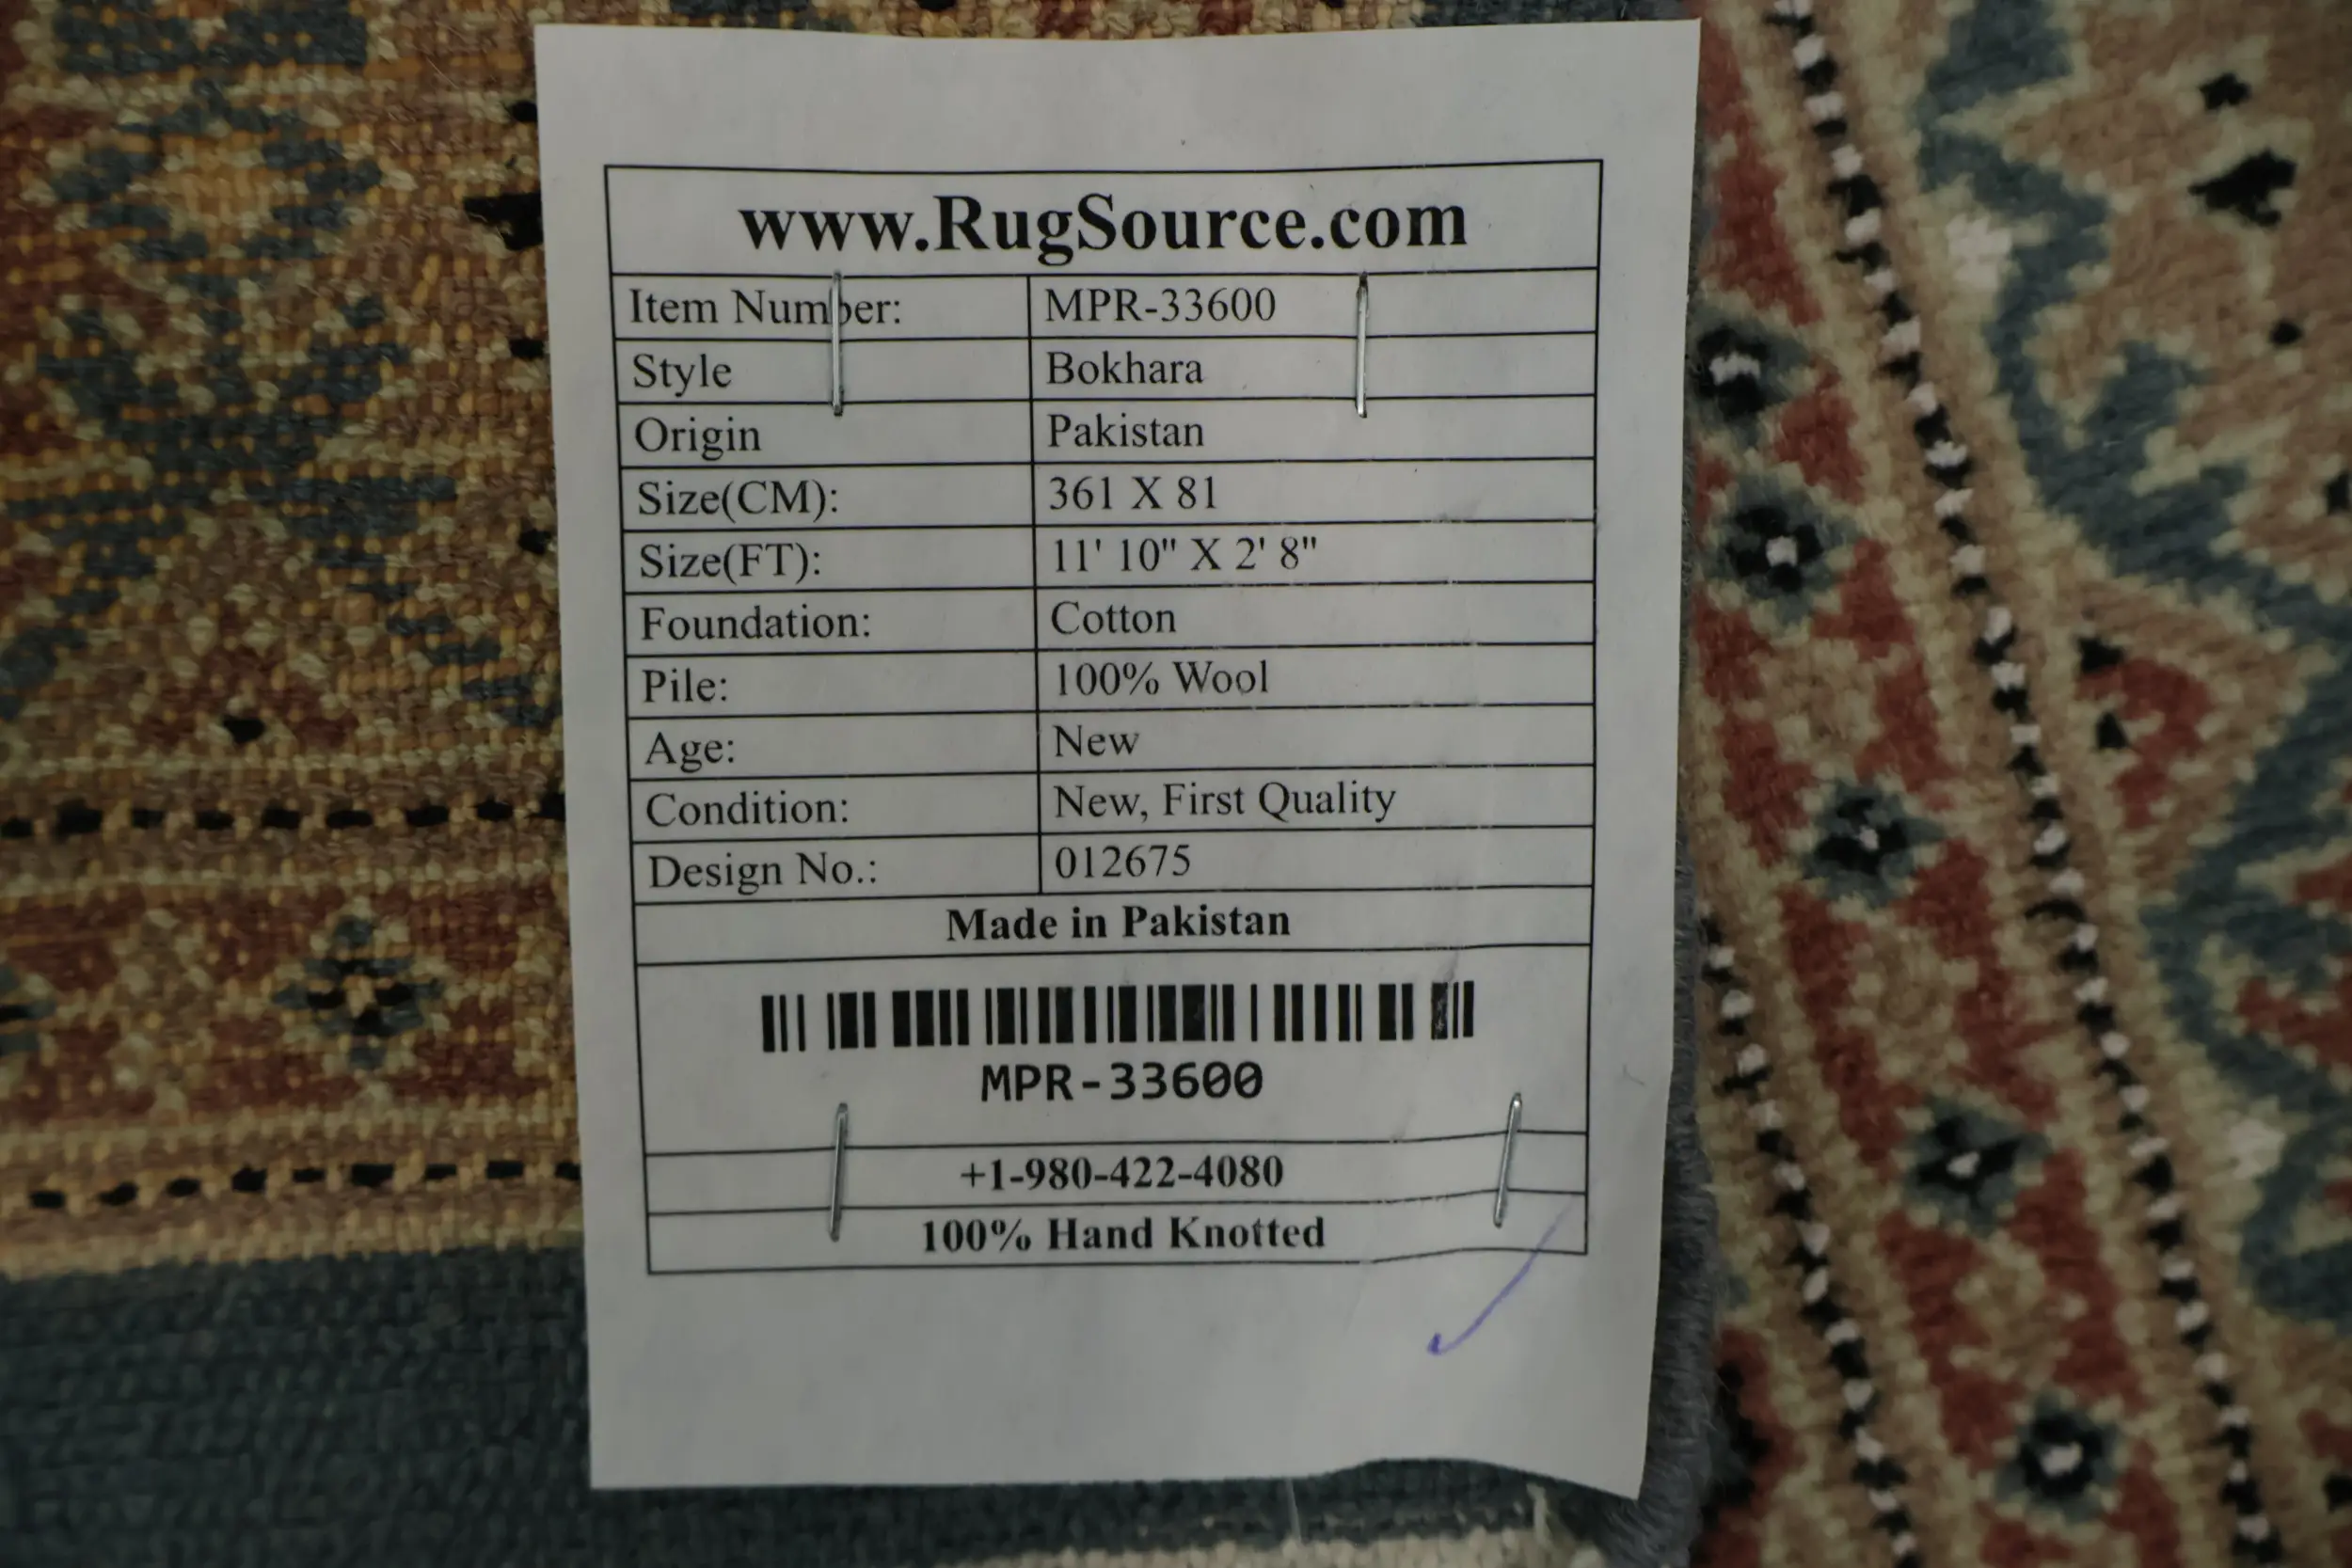 www.RugSource.com
Item Number: MPR-33600
Style Bokhara
Origin Pakistan
Size(CM): 361 X 81
Size(FT): 11' 10" X 2' 8"
Foundation: Cotton
Pile: 100% Wool
Age: New
Condition: New, First Quality
Design No.: 012675
Made in Pakistan
MPR-33600
+1-980-422-4080
100% Hand Knotted